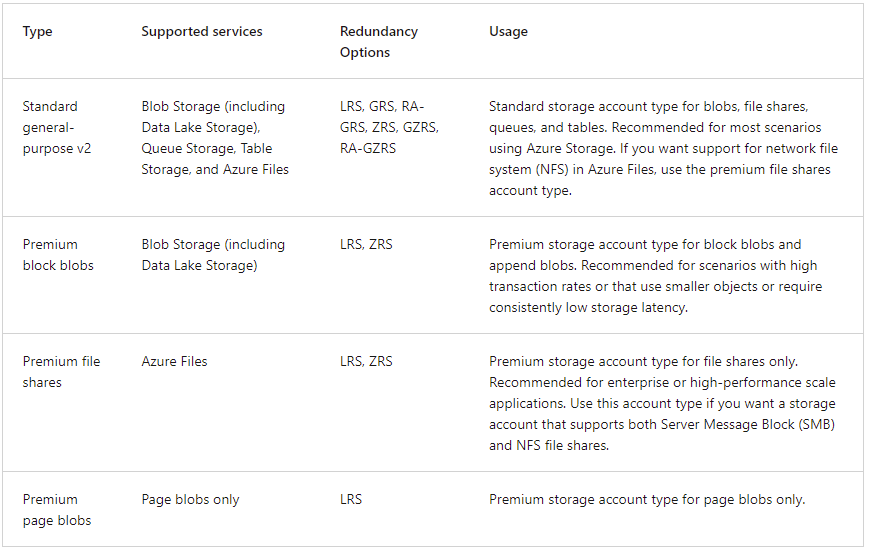 Type
Supported services
Redundancy
Options
Usage
Standard
general-
purpose v2
Blob Storage (including
Data Lake Storage),
Queue Storage, Table
Storage, and Azure Files
LRS, GRS, RA-
GRS, ZRS, GZRS,
RA-GZRS
Standard storage account type for blobs, file shares,
queues, and tables. Recommended for most scenarios
using Azure Storage. If you want support for network file
system (NFS) in Azure Files, use the premium file shares
account type.
Premium
block blobs
Blob Storage (including
Data Lake Storage)
LRS, ZRS
Premium storage account type for block blobs and
append blobs. Recommended for scenarios with high
transaction rates or that use smaller objects or require
consistently low storage latency.
Premium file
shares
Azure Files
LRS, ZRS
Premium storage account type for file shares only.
Recommended for enterprise or high-performance scale
applications. Use this account type if you want a storage
account that supports both Server Message Block (SMB)
and NFS file shares.
Premium
page blobs
Page blobs only
LRS
Premium storage account type for page blobs only.